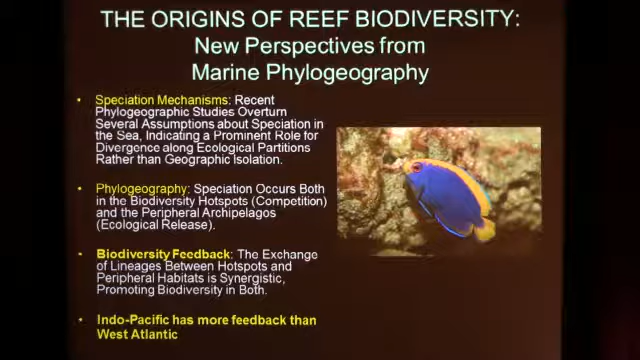 THE ORIGINS OF REEF BIODIVERSITY:
New Perspectives from
Marine Phylogeography
• Speciation Mechanisms: Recent
Phylogeographic Studies Overturn
Several Assumptions about Speciation in
the Sea, Indicating a Prominent Role for
Divergence along Ecological Partitions
Rather than Geographic Isolation.
• Phylogeography: Speciation Occurs Both
in the Biodiversity Hotspots (Competition)
and the Peripheral Archipelagos
(Ecological Release).
• Biodiversity Feedback: The Exchange
of Lineages Between Hotspots and
Peripheral Habitats is Synergistic,
Promoting Biodiversity in Both.
• Indo-Pacific has more feedback than
West Atlantic